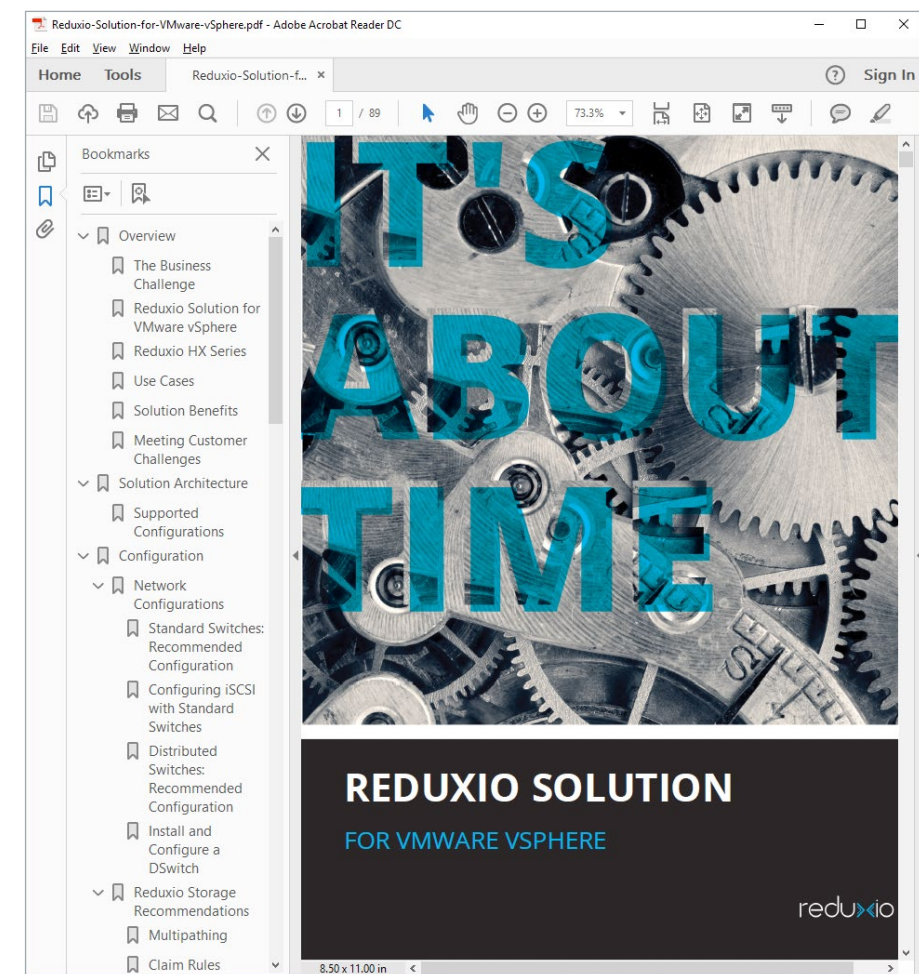 Reduxio-Solution-for-VMware-vSphere.pdf - Adobe Acrobat Reader DC
File Edit View Window Help
Home Tools Reduxio-Solution-f... × ? Sign In
1 / 89 73.3%
Bookmarks
Overview
The Business
Challenge
Reduxio Solution for
VMware vSphere
Reduxio HX Series
Use Cases
Solution Benefits
Meeting Customer
Challenges
Solution Architecture
Supported
Configurations
Configuration
Network
Configurations
Standard Switches:
Recommended
Configuration
Configuring iSCSI
with Standard
Switches
Distributed
Switches:
Recommended
Configuration
Install and
Configure a
DSwitch
Reduxio Storage
Recommendations
Multipathing
Claim Rules
IT'S
ABOUT
TIME
REDUXIO SOLUTION
FOR VMWARE VSPHERE
reduxio
8.50 x 11.00 in